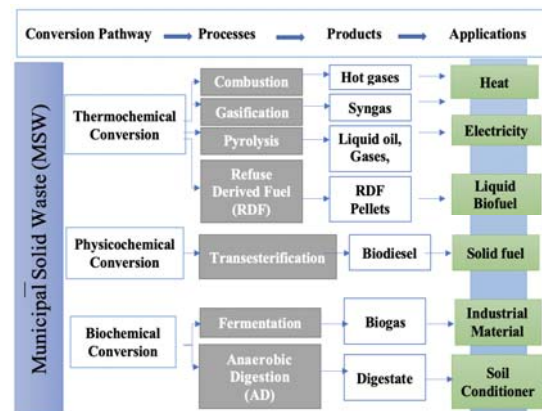 Conversion Pathway
Processes
Products
Applications
Municipal Solid Waste (MSW)
Thermochemical
Conversion
Combustion
Hot gases
Heat
Gasification
Syngas
Pyrolysis
Liquid oil,
Gases,
Electricity
Refuse
Derived Fuel
(RDF)
RDF
Pellets
Liquid
Biofuel
Physicochemical
Conversion
Transesterification
Biodiesel
Solid fuel
Biochemical
Conversion
Fermentation
Biogas
Industrial
Material
Anaerobic
Digestion
(AD)
Digestate
Soil
Conditioner